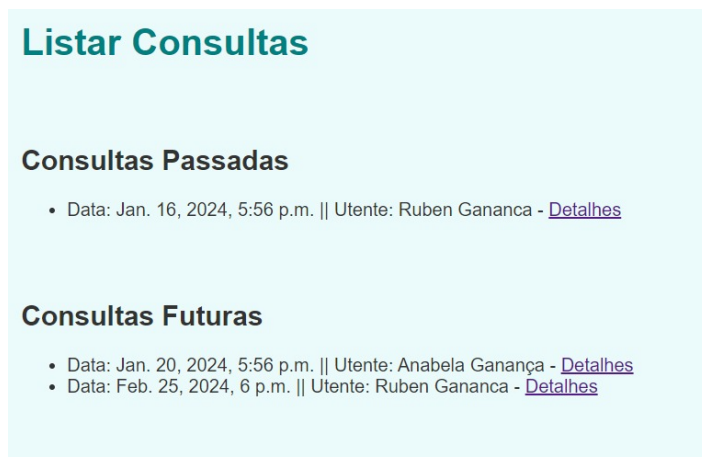 Listar Consultas
Consultas Passadas
• Data: Jan. 16, 2024, 5:56 p.m. || Utente: Ruben Gananca - Detalhes
Consultas Futuras
• Data: Jan. 20, 2024, 5:56 p.m. || Utente: Anabela Ganança - Detalhes
• Data: Feb. 25, 2024, 6 p.m. || Utente: Ruben Gananca - Detalhes